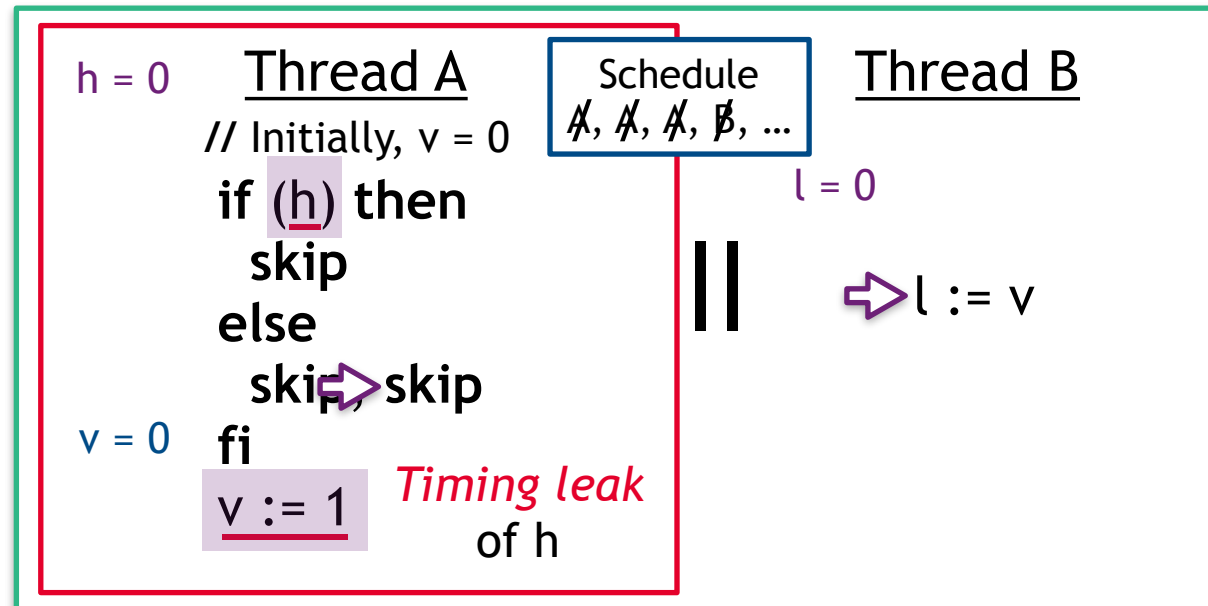 h = 0
Thread A
// Initially, v = 0
if (h) then
skip
else
skip; skip
fi
v = 0
v := 1
Timing leak
of h
Schedule
A, A, A, B, ...
Thread B
l = 0
||
l := v